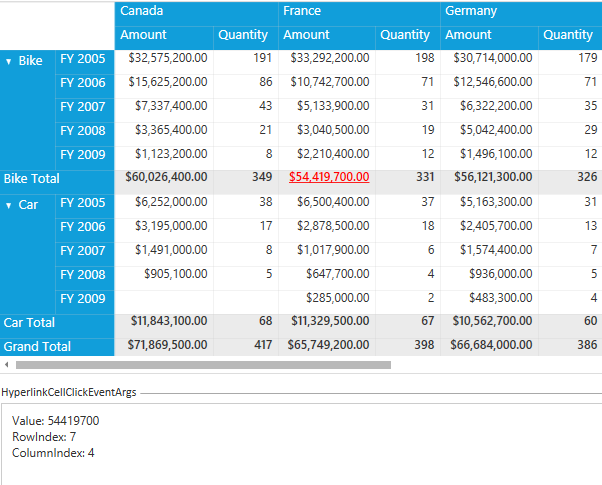 Canada France Germany
Amount Quantity Amount Quantity Amount Quantity
Bike FY 2005 $32,575,200.00 191 $33,292,200.00 198 $30,714,000.00 179
FY 2006 $15,625,200.00 86 $10,742,700.00 71 $12,546,600.00 71
FY 2007 $7,337,400.00 43 $5,133,900.00 31 $6,322,200.00 35
FY 2008 $3,365,400.00 21 $3,040,500.00 19 $5,042,400.00 29
FY 2009 $1,123,200.00 8 $2,210,400.00 12 $1,496,100.00 12
Bike Total $60,026,400.00 349 $54,419,700.00 331 $56,121,300.00 326
Car FY 2005 $6,252,000.00 38 $6,500,400.00 37 $5,163,300.00 31
FY 2006 $3,195,000.00 17 $2,878,500.00 18 $2,405,700.00 13
FY 2007 $1,491,000.00 8 $1,017,900.00 6 $1,574,400.00 7
FY 2008 $905,100.00 5 $647,700.00 4 $936,000.00 5
FY 2009 $285,000.00 2 $483,300.00 4
Car Total $11,843,100.00 68 $11,329,500.00 67 $10,562,700.00 60
Grand Total $71,869,500.00 417 $65,749,200.00 398 $66,684,000.00 386
HyperlinkCellClickEventArgs
Value: 54419700
RowIndex: 7
ColumnIndex: 4